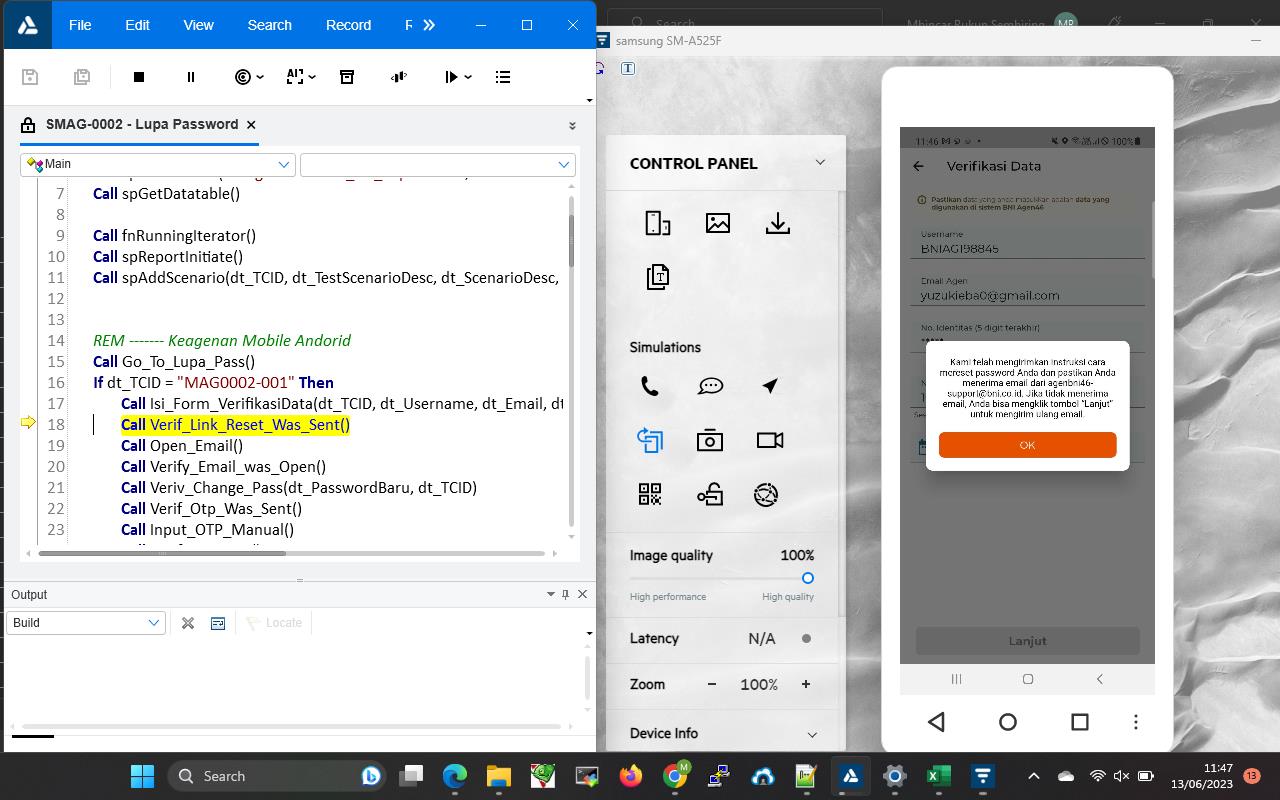 File Edit View Search Record
SMAG-0002 - Lupa Password
Main
7 Call spGetDatatable()
8
9 Call fnRunningIterator()
10 Call spReportInitiate()
11 Call spAddScenario(dt_TCID, dt_TestScenarioDesc, dt_ScenarioDesc,
12
13
14 REM ------- Keagenan Mobile Andorid
15 Call Go_To_Lupa_Pass()
16 If dt_TCID = "MAG0002-001" Then
17 Call Isi_Form_VerifikasiData(dt_TCID, dt_Username, dt_Email, dt
18 Call Verif_Link_Reset_Was_Sent()
19 Call Open_Email()
20 Call Verify_Email_was_Open()
21 Call Veriv_Change_Pass(dt_PasswordBaru, dt_TCID)
22 Call Verif_Otp_Was_Sent()
23 Call Input_OTP_Manual()
Output
Build
Locate
Search
Mbincar Rukun Sembiring
MR
samsung SM-A525F
CONTROL PANEL
Simulations
Image quality 100%
High performance High quality
Latency N/A
Zoom 100%
Device Info
11:46 100%
Verifikasi Data
Pastikan data yang anda masukkan adalah data yang
digunakan di sistem BNI Agen46
Username
BNIAG198845
Email Agen
yuzukieba0@gmail.com
No. Identitas (5 digit terakhir)
Kami telah mengirimkan instruksi cara
mereset password Anda dan pastikan Anda
menerima email dari agenbni46-
support@bni.co.id. Jika tidak menerima
email, Anda bisa mengklik tombol "Lanjut"
untuk mengirim ulang email.
OK
Lanjut
Search
11:47
13/06/2023
13